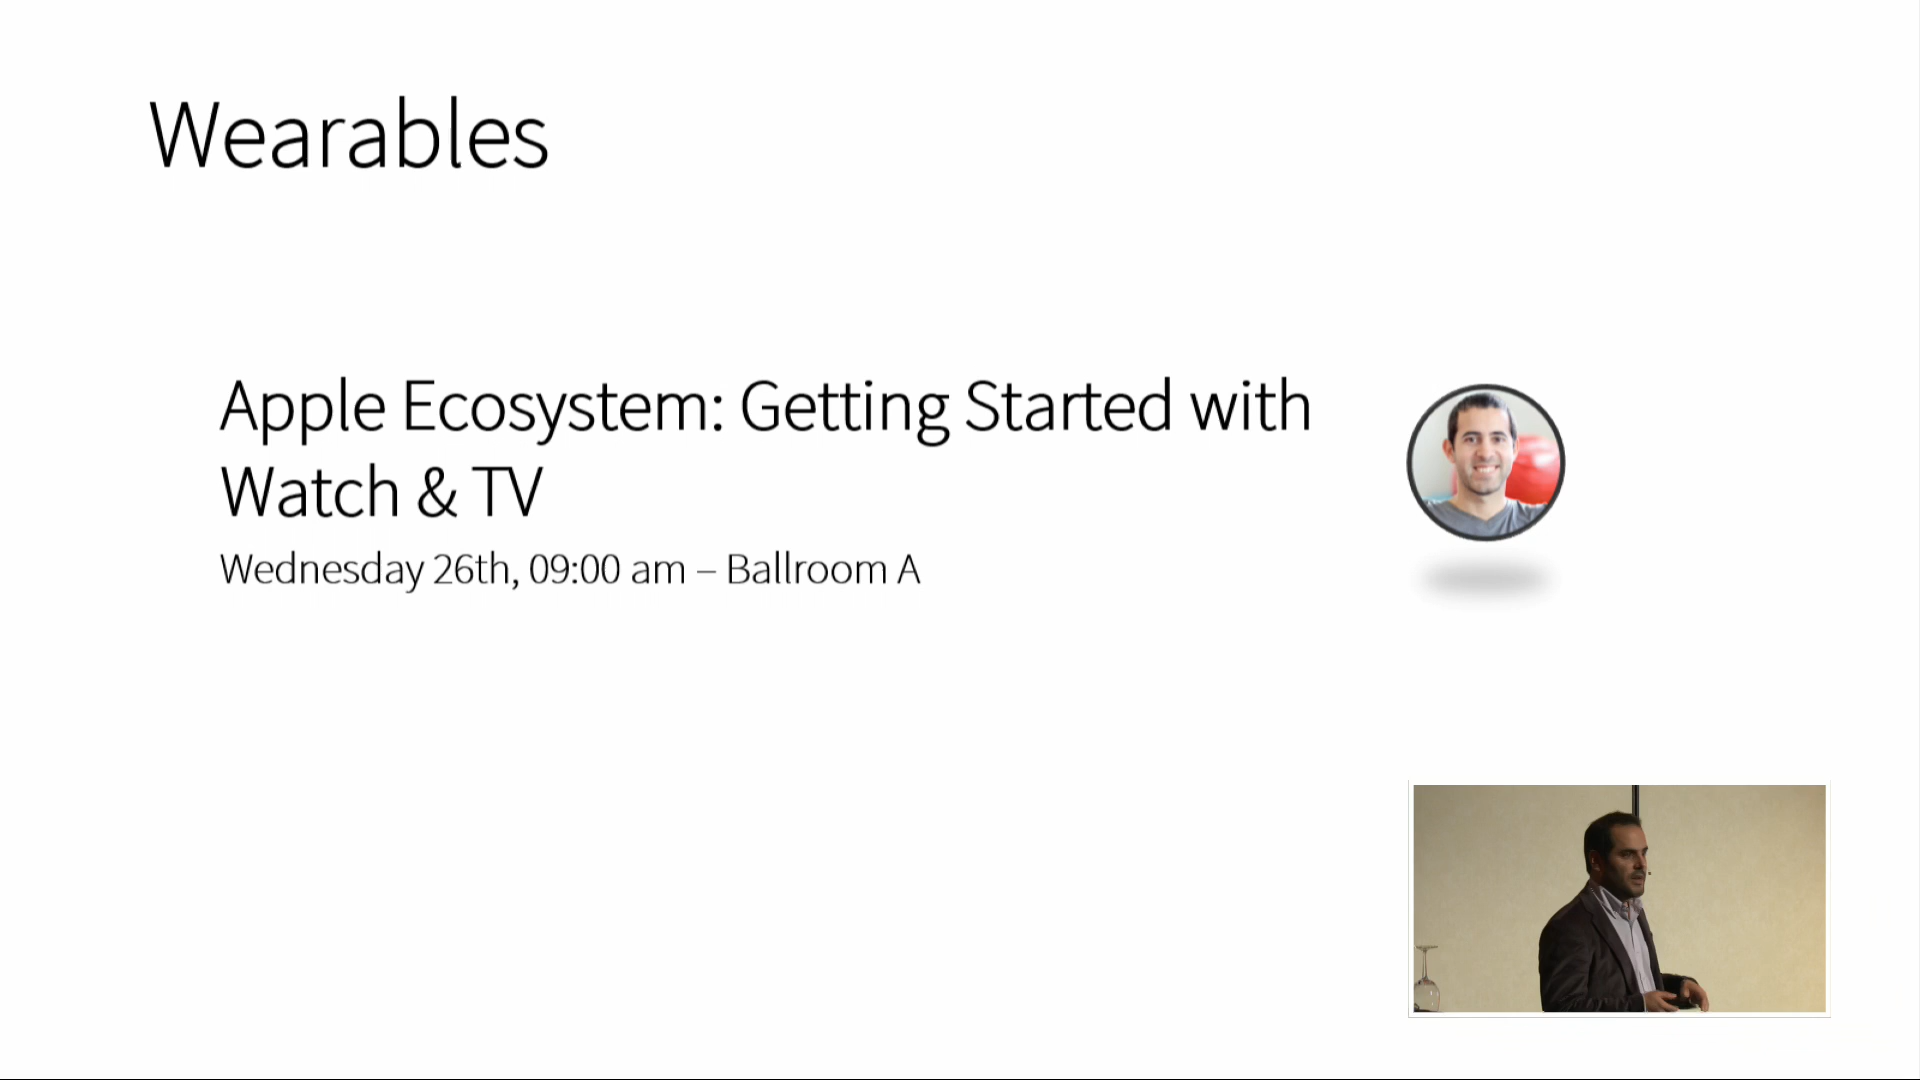 Wearables
Apple Ecosystem: Getting Started with
Watch & TV
Wednesday 26th, 09:00 am – Ballroom A